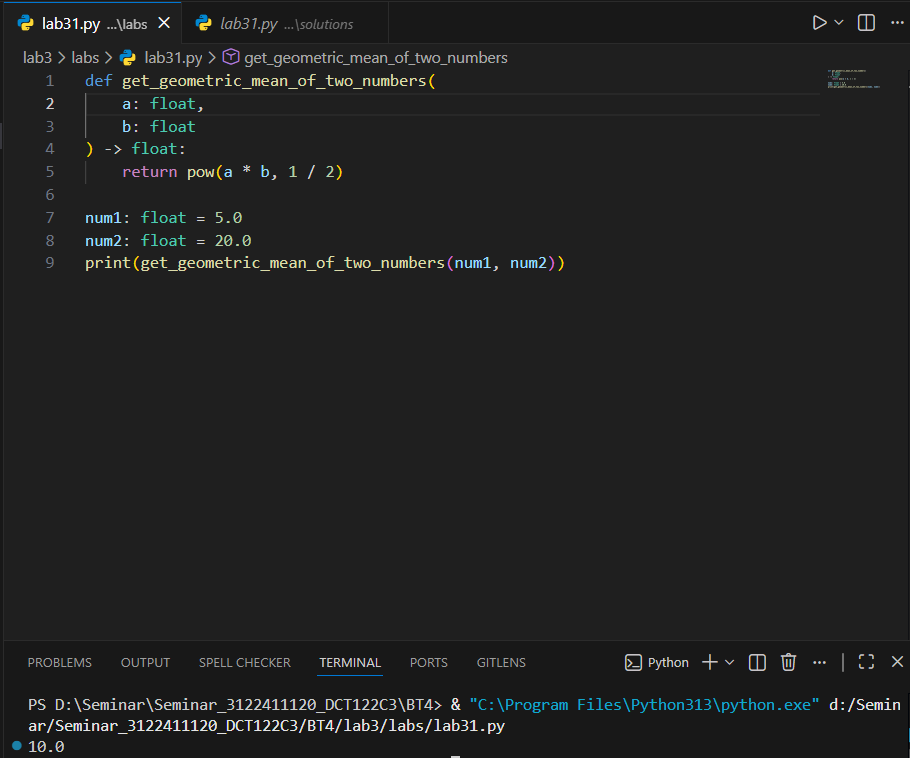 lab31.py ...\labs
lab31.py ...\solutions
lab3 > labs > lab31.py > get_geometric_mean_of_two_numbers
1 def get_geometric_mean_of_two_numbers(
2     a: float,
3     b: float
4 ) -> float:
5     return pow(a * b, 1 / 2)
6
7 num1: float = 5.0
8 num2: float = 20.0
9 print(get_geometric_mean_of_two_numbers(num1, num2))
PROBLEMS OUTPUT SPELL CHECKER TERMINAL PORTS GITLENS Python
PS D:\Seminar\Seminar_3122411120_DCT122C3\BT4> & "C:\Program Files\Python313\python.exe" d:/Semin
ar/Seminar_3122411120_DCT122C3/BT4/lab3/labs/lab31.py
10.0